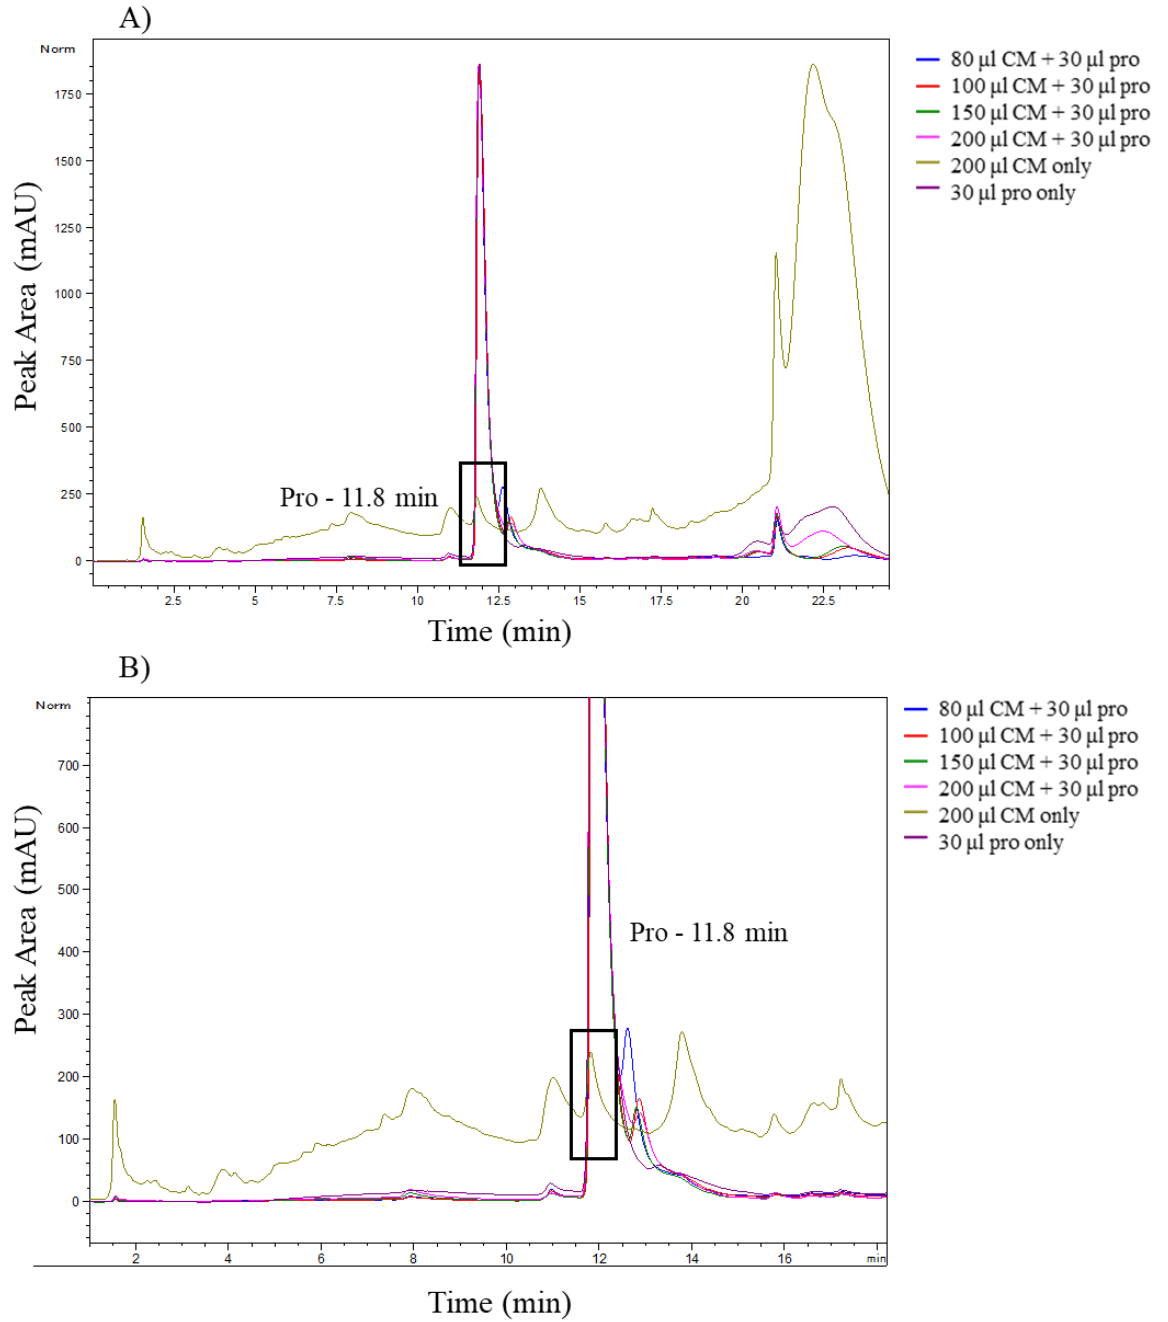 A)
Norm
80 µl CM + 30 µl pro
100 µl CM + 30 µl pro
150 µl CM + 30 µl pro
200 µl CM + 30 µl pro
200 µl CM only
30 µl pro only
Peak Area (mAU)
1750
1500
1250
1000
750
500
250
0
Pro - 11.8 min
2.5 5 7.5 10 12.5 15 17.5 20 22.5
Time (min)
B)
Norm
80 µl CM + 30 µl pro
100 µl CM + 30 µl pro
150 µl CM + 30 µl pro
200 µl CM + 30 µl pro
200 µl CM only
30 µl pro only
Peak Area (mAU)
700
600
500
400
300
200
100
0
Pro - 11.8 min
2 4 6 8 10 12 14 16 min
Time (min)